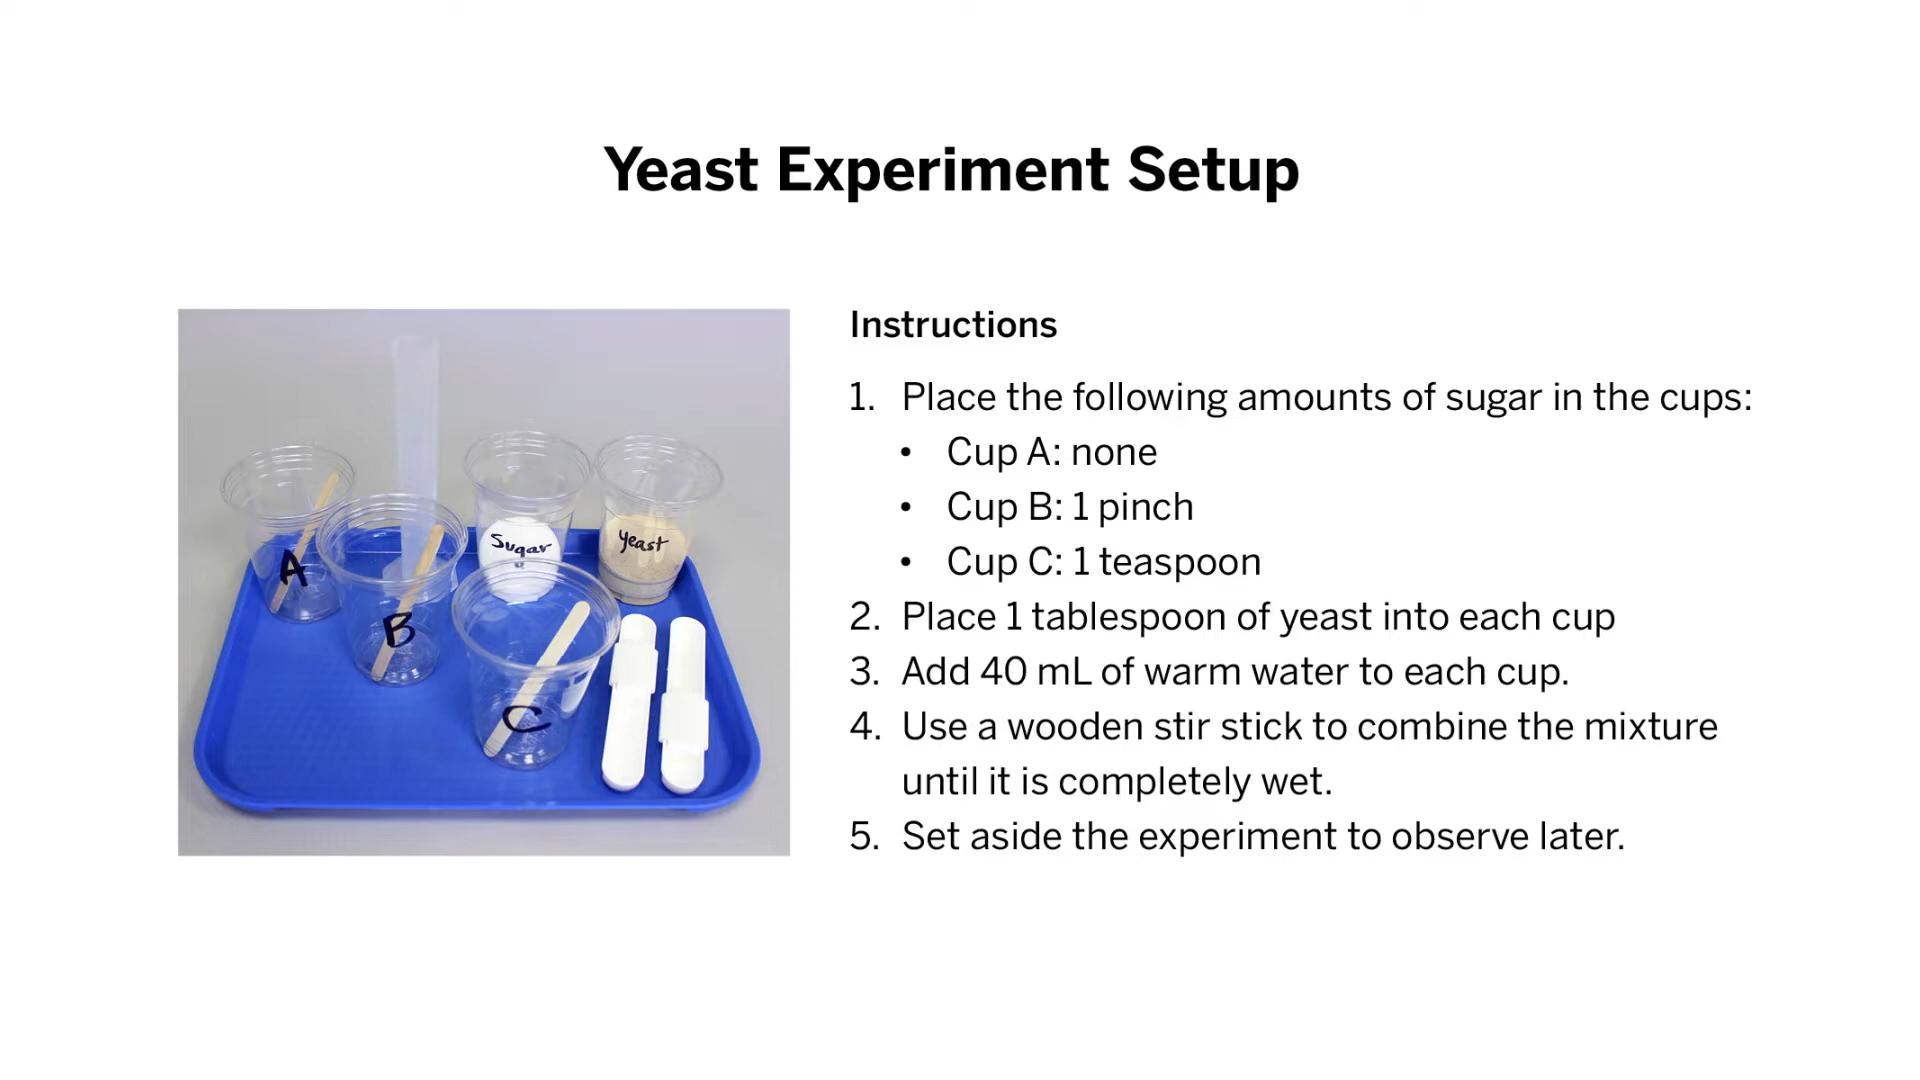 Yeast Experiment Setup
Instructions
1. Place the following amounts of sugar in the cups:
• Cup A: none
• Cup B: 1 pinch
• Cup C: 1 teaspoon
2. Place 1 tablespoon of yeast into each cup
3. Add 40 mL of warm water to each cup.
4. Use a wooden stir stick to combine the mixture
until it is completely wet.
5. Set aside the experiment to observe later.
A
B
C
Sugar
Yeast